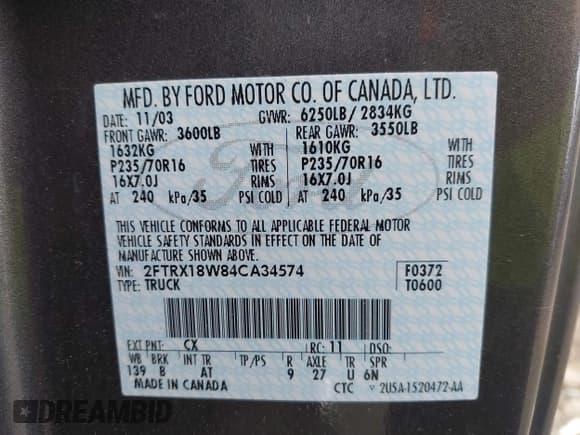 MFD. BY FORD MOTOR CO. OF CANADA, LTD.
DATE: 11/03 GVWR: 6250LB/ 2834KG
FRONT GAWR: 3600LB REAR GAWR: 3550LB
1632KG WITH 1610KG WITH
P235/70R16 TIRES P235/70R16 TIRES
16X7.0J RIMS 16X7.0J RIMS
AT 240 kPa/35 PSI COLD AT 240 kPa/35 PSI COLD
THIS VEHICLE CONFORMS TO ALL APPLICABLE FEDERAL MOTOR
VEHICLE SAFETY STANDARDS IN EFFECT ON THE DATE OF
MANUFACTURE SHOWN ABOVE.
VIN: 2FTRX18W84CA34574 F0372
TYPE: TRUCK T0600
EXT PNT: CX RC: 11 DSO:
WB BRK INT TR TP/PS R AXLE TR SPR
139 B AT 9 27 U 6N
MADE IN CANADA CTC V 2U5A-1520472-AA
DREAMBID